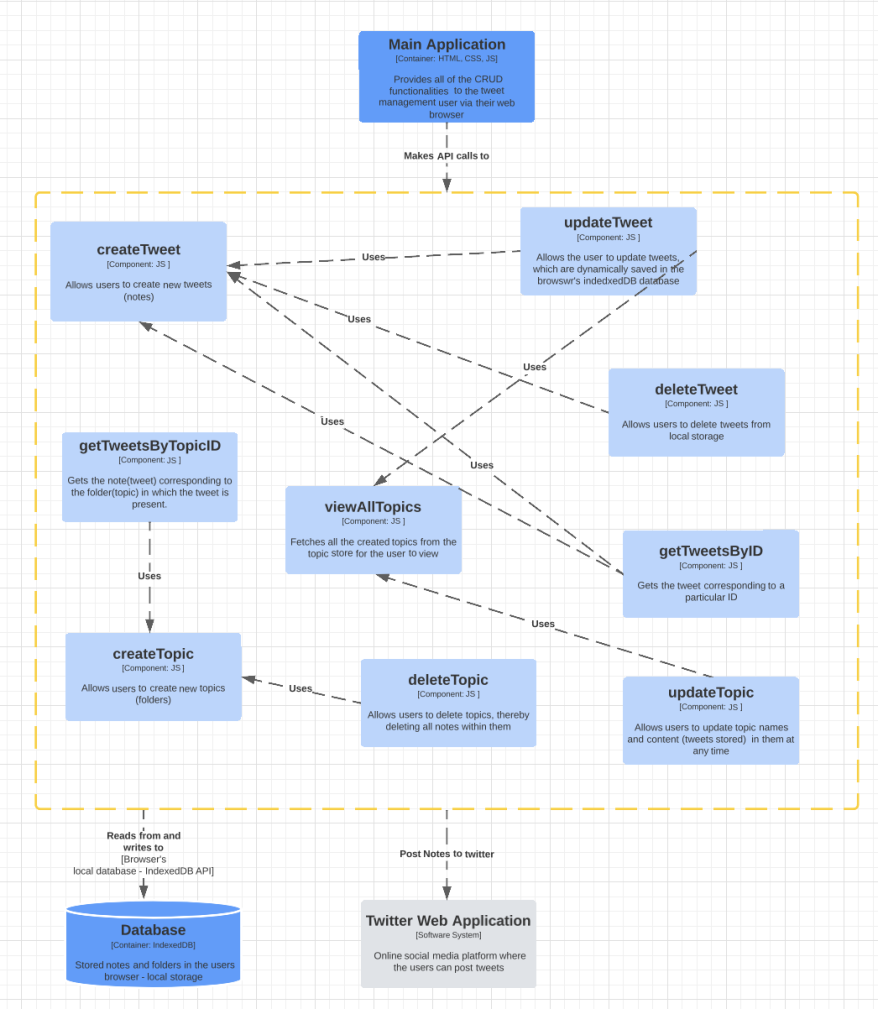 Main Application
[Container: HTML, CSS, JS]
Provides all of the CRUD
functionalities to the tweet
management user via their web
browser
Makes API calls to
createTweet
[Component: JS ]
Allows users to create new tweets
(notes)
updateTweet
[Component: JS ]
Allows the user to update tweets,
which are dynamically saved in the
browswr's indedxedDB database
Uses
Uses
Uses
deleteTweet
[Component: JS ]
Allows users to delete tweets from
local storage
Uses
getTweetsByTopicID
[Component: JS ]
Gets the note(tweet) corresponding to
the folder(topic) in which the tweet is
present.
Uses
viewAllTopics
[Component: JS ]
Fetches all the created topics from the
topic store for the user to view
getTweetsByID
[Component: JS ]
Gets the tweet corresponding to a
particular ID
Uses
Uses
createTopic
[Component: JS ]
Allows users to create new topics
(folders)
Uses
deleteTopic
[Component: JS ]
Allows users to delete topics, thereby
deleting all notes within them
updateTopic
[Component: JS ]
Allows users to update topic names
and content (tweets stored) in them at
any time
Reads from and
writes to
[Browser's
local database - IndexedDB API]
Post Notes to twitter
Database
[Container: IndexedDB]
Stored notes and folders in the users
browser - local storage
Twitter Web Application
[Software System]
Online social media platform where
the users can post tweets